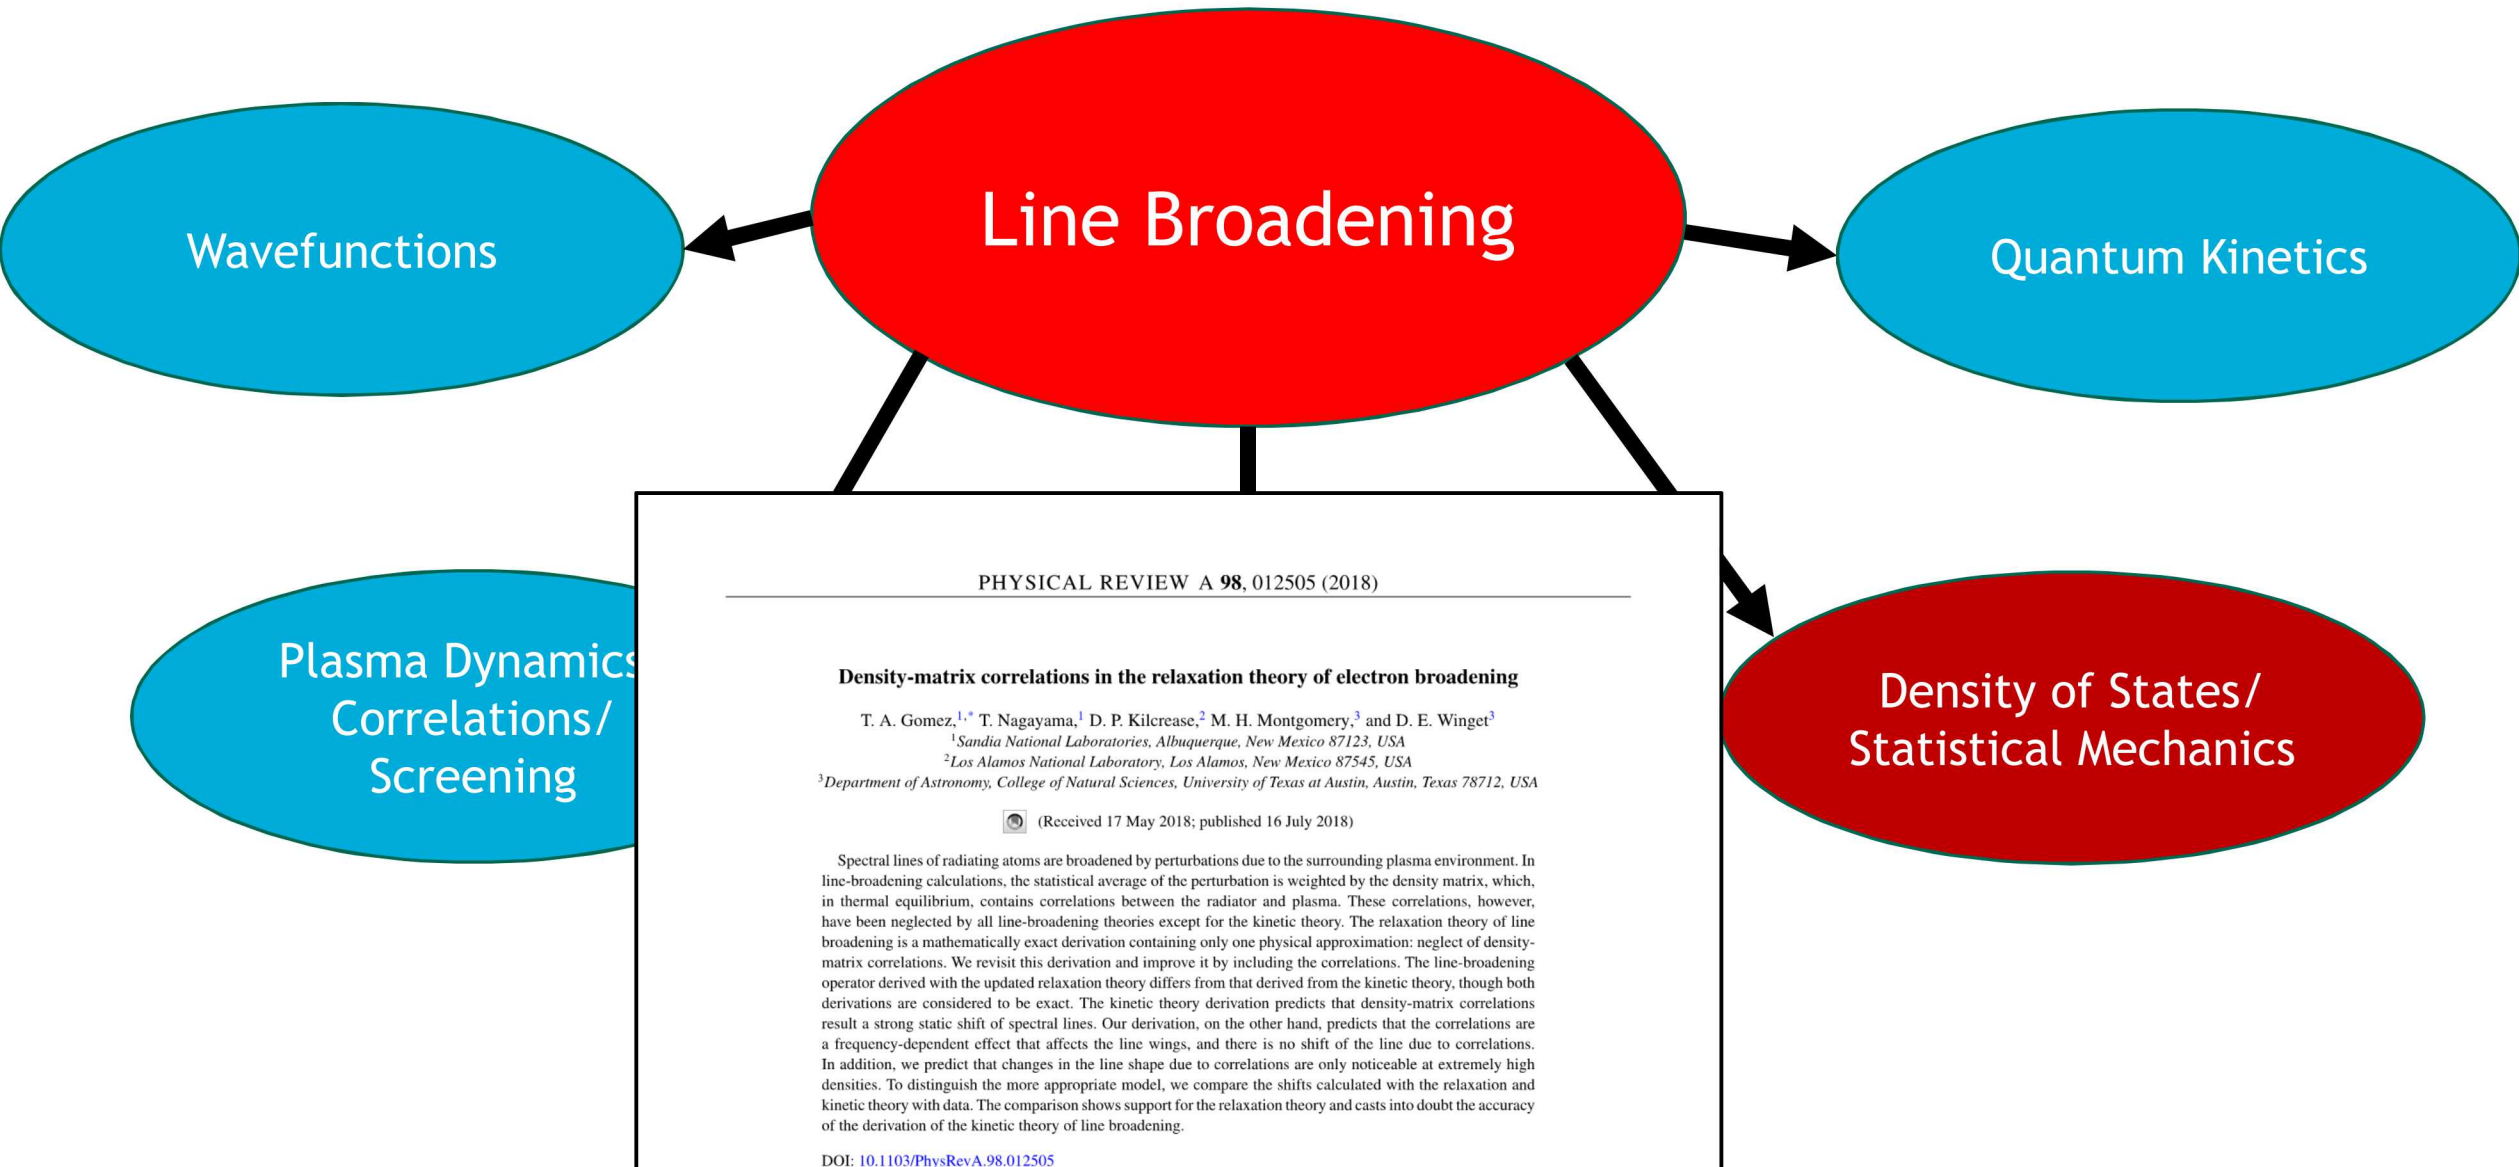 Line Broadening
Wavefunctions
Quantum Kinetics
Plasma Dynamics
Correlations/
Screening
Density of States/
Statistical Mechanics
PHYSICAL REVIEW A 98, 012505 (2018)
Density-matrix correlations in the relaxation theory of electron broadening
T. A. Gomez,1,* T. Nagayama,1 D. P. Kilcrease,2 M. H. Montgomery,3 and D. E. Winget3
1Sandia National Laboratories, Albuquerque, New Mexico 87123, USA
2Los Alamos National Laboratory, Los Alamos, New Mexico 87545, USA
3Department of Astronomy, College of Natural Sciences, University of Texas at Austin, Austin, Texas 78712, USA
(Received 17 May 2018; published 16 July 2018)
Spectral lines of radiating atoms are broadened by perturbations due to the surrounding plasma environment. In
line-broadening calculations, the statistical average of the perturbation is weighted by the density matrix, which,
in thermal equilibrium, contains correlations between the radiator and plasma. These correlations, however,
have been neglected by all line-broadening theories except for the kinetic theory. The relaxation theory of line
broadening is a mathematically exact derivation containing only one physical approximation: neglect of density-
matrix correlations. We revisit this derivation and improve it by including the correlations. The line-broadening
operator derived with the updated relaxation theory differs from that derived from the kinetic theory, though both
derivations are considered to be exact. The kinetic theory derivation predicts that density-matrix correlations
result a strong static shift of spectral lines. Our derivation, on the other hand, predicts that the correlations are
a frequency-dependent effect that affects the line wings, and there is no shift of the line due to correlations.
In addition, we predict that changes in the line shape due to correlations are only noticeable at extremely high
densities. To distinguish the more appropriate model, we compare the shifts calculated with the relaxation and
kinetic theory with data. The comparison shows support for the relaxation theory and casts into doubt the accuracy
of the derivation of the kinetic theory of line broadening.
DOI: 10.1103/PhysRevA.98.012505